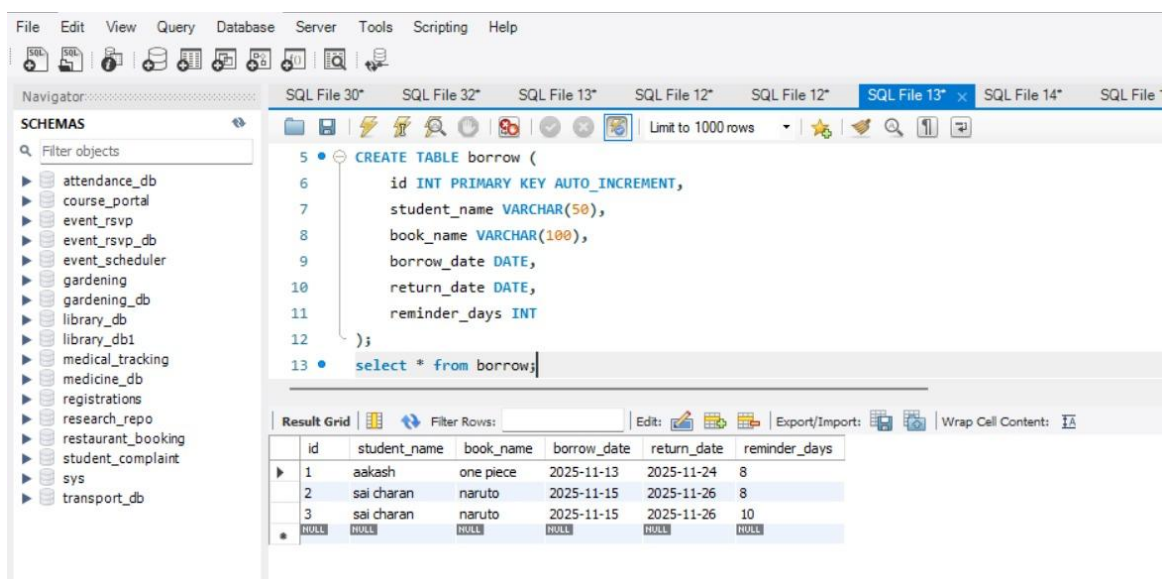 File Edit View Query Database Server Tools Scripting Help
Navigator
SQL File 30* SQL File 32* SQL File 13* SQL File 12* SQL File 12* SQL File 13* × SQL File 14* SQL File
SCHEMAS
Filter objects
attendance_db
course_portal
event_rsvp
event_rsvp_db
event_scheduler
gardening
gardening_db
library_db
library_db1
medical_tracking
medicine_db
registrations
research_repo
restaurant_booking
student_complaint
sys
transport_db
Limit to 1000 rows
5 CREATE TABLE borrow (
6 id INT PRIMARY KEY AUTO_INCREMENT,
7 student_name VARCHAR(50),
8 book_name VARCHAR(100),
9 borrow_date DATE,
10 return_date DATE,
11 reminder_days INT
12 );
13 select * from borrow;
Result Grid Filter Rows: Edit: Export/Import: Wrap Cell Content:
id student_name book_name borrow_date return_date reminder_days
1 aakash one piece 2025-11-13 2025-11-24 8
2 sai charan naruto 2025-11-15 2025-11-26 8
3 sai charan naruto 2025-11-15 2025-11-26 10
NULL NULL NULL NULL NULL NULL